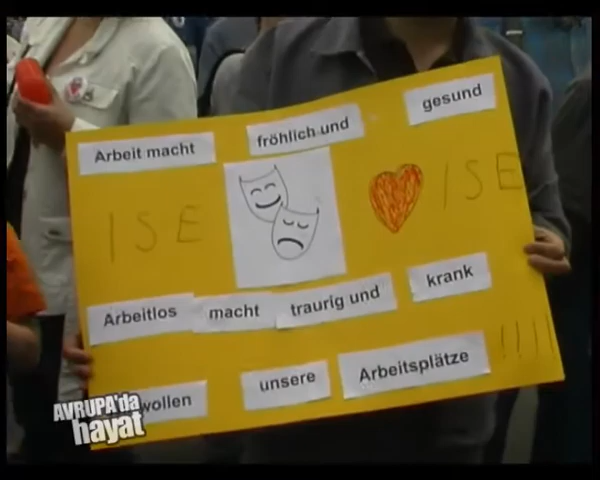 Arbeit macht fröhlich und gesund
ISE ISE
Arbeitlos macht traurig und krank
wollen unsere Arbeitsplätze !!!!
AVRUPA'da
hayat